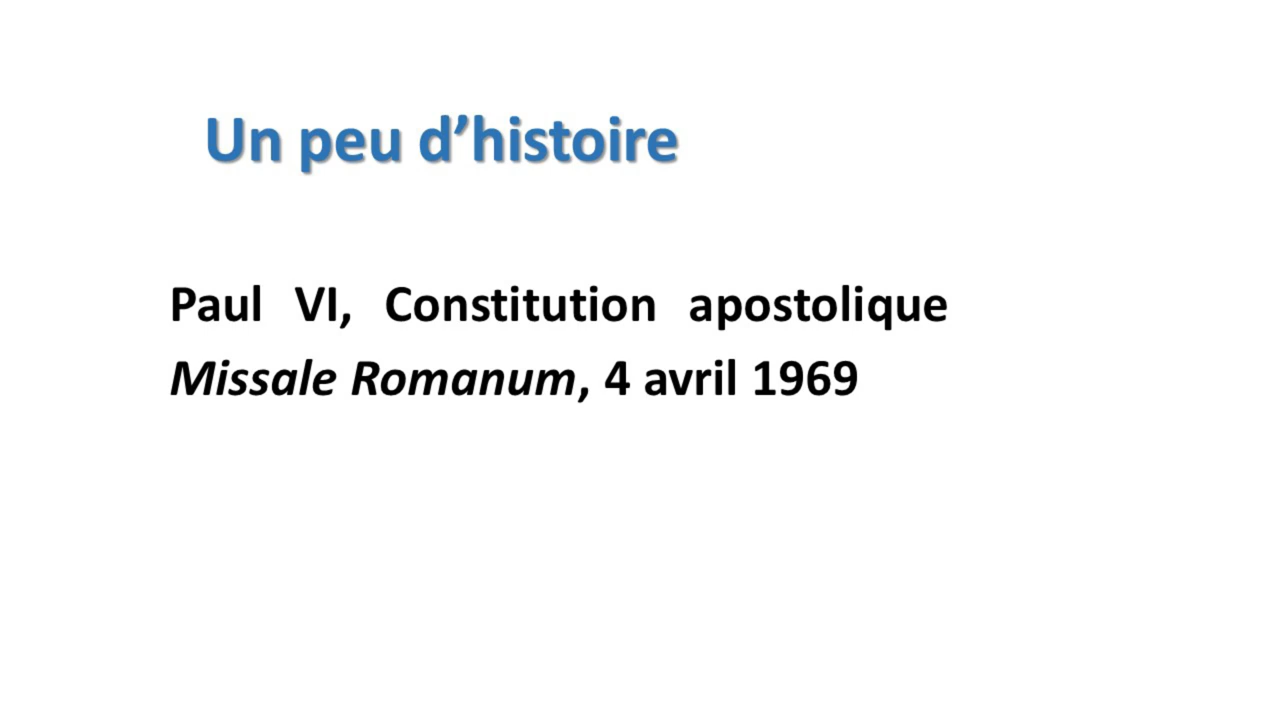 Un peu d’histoire
Paul VI, Constitution apostolique
Missale Romanum, 4 avril 1969